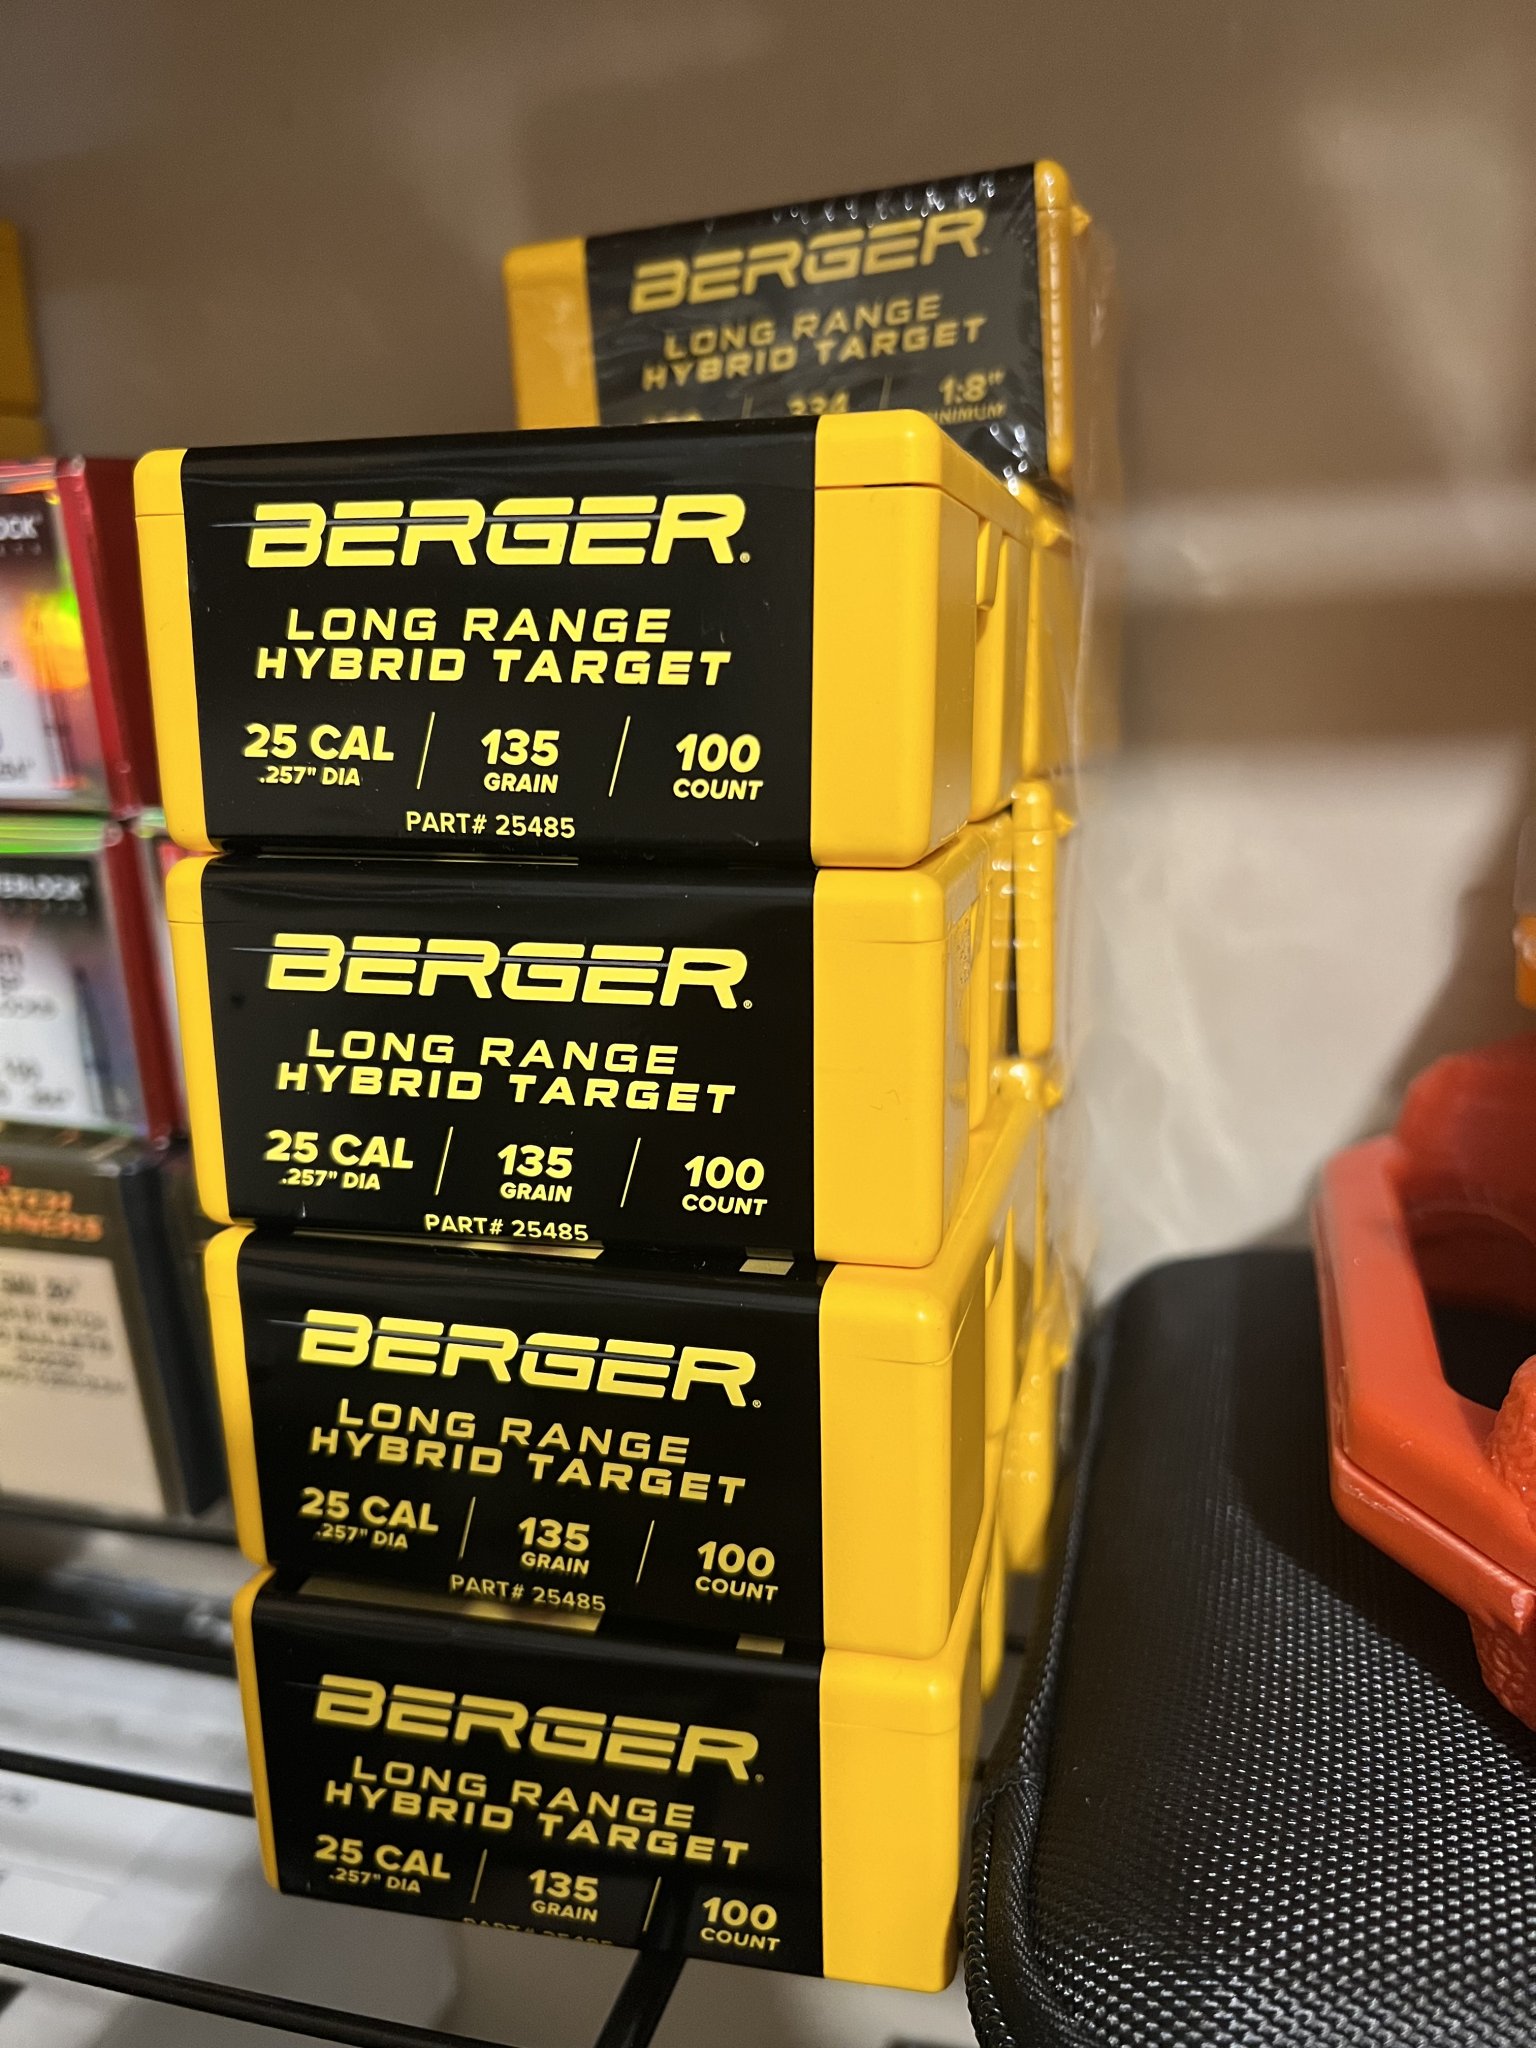 BERGER
LONG RANGE
HYBRID TARGET
1:8"
MINIMUM
BERGER®
LONG RANGE
HYBRID TARGET
25 CAL
.257" DIA
135
GRAIN
100
COUNT
PART# 25485
BERGER®
LONG RANGE
HYBRID TARGET
25 CAL
.257" DIA
135
GRAIN
100
COUNT
PART# 25485
BERGER®
LONG RANGE
HYBRID TARGET
25 CAL
.257" DIA
135
GRAIN
100
COUNT
PART# 25485
BERGER
LONG RANGE
HYBRID TARGET
25 CAL
.257" DIA
135
GRAIN
100
COUNT
PART# 25485